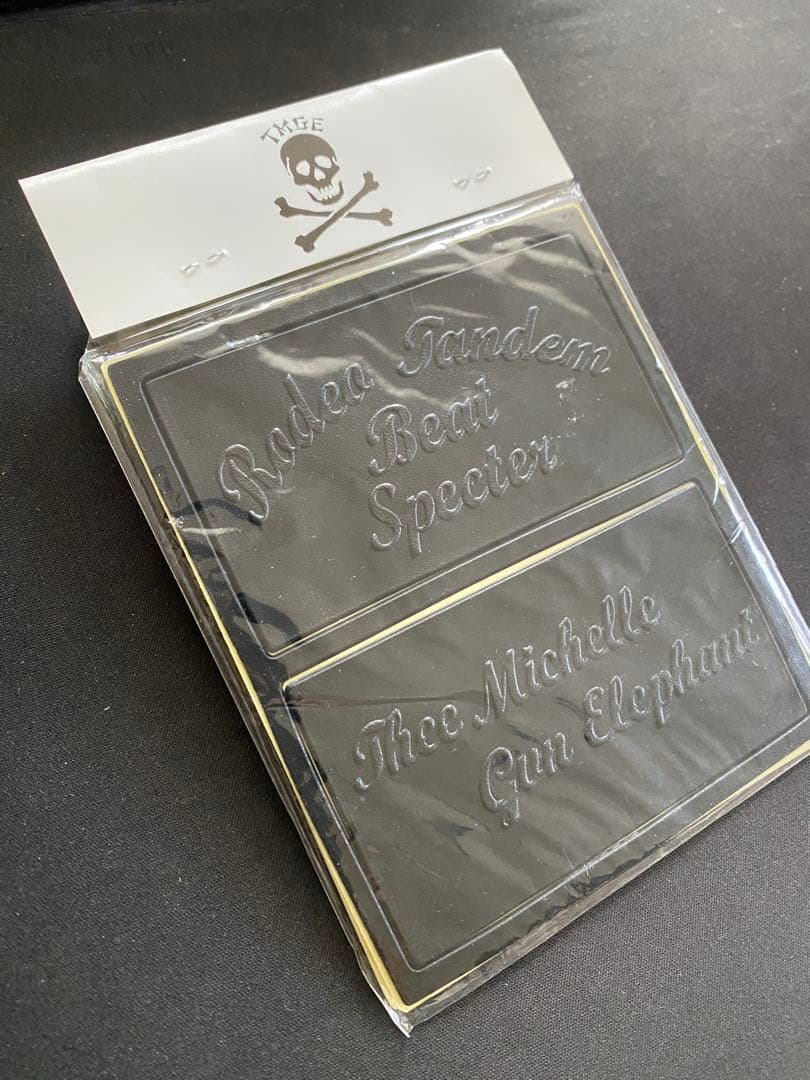 TMGE
Rodeo Tandem
Beat
Specter
Thee Michelle
Gun Elephant